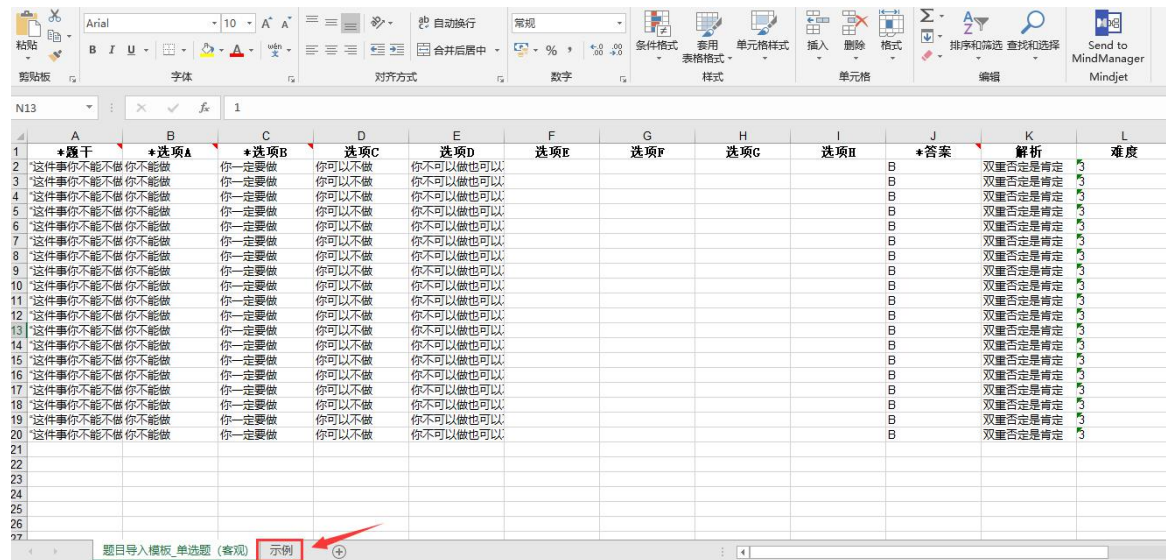 Arial 10 A A 自动换行 常规
粘贴 B I U A wén 文 合并后居中 % , .0 .00 .00 .0 条件格式 套用 表格格式 单元格样式 插入 删除 格式 Σ A Z 排序和筛选 查找和选择 Send to MindManager
剪贴板 字体 对齐方式 数字 样式 单元格 编辑 Mindjet
N13 fx 1
A B C D E F G H I J K L
1 *题干 *选项A *选项B 选项C 选项D 选项E 选项F 选项G 选项H *答案 解析 难度
2 "这件事你不能不做 你不能做 你一定要做 你可以不做 你不可以做也可以 B 双重否定是肯定 3
3 "这件事你不能不做 你不能做 你一定要做 你可以不做 你不可以做也可以 B 双重否定是肯定 3
4 "这件事你不能不做 你不能做 你一定要做 你可以不做 你不可以做也可以 B 双重否定是肯定 3
5 "这件事你不能不做 你不能做 你一定要做 你可以不做 你不可以做也可以 B 双重否定是肯定 3
6 "这件事你不能不做 你不能做 你一定要做 你可以不做 你不可以做也可以 B 双重否定是肯定 3
7 "这件事你不能不做 你不能做 你一定要做 你可以不做 你不可以做也可以 B 双重否定是肯定 3
8 "这件事你不能不做 你不能做 你一定要做 你可以不做 你不可以做也可以 B 双重否定是肯定 3
9 "这件事你不能不做 你不能做 你一定要做 你可以不做 你不可以做也可以 B 双重否定是肯定 3
10 "这件事你不能不做 你不能做 你一定要做 你可以不做 你不可以做也可以 B 双重否定是肯定 3
11 "这件事你不能不做 你不能做 你一定要做 你可以不做 你不可以做也可以 B 双重否定是肯定 3
12 "这件事你不能不做 你不能做 你一定要做 你可以不做 你不可以做也可以 B 双重否定是肯定 3
13 "这件事你不能不做 你不能做 你一定要做 你可以不做 你不可以做也可以 B 双重否定是肯定 3
14 "这件事你不能不做 你不能做 你一定要做 你可以不做 你不可以做也可以 B 双重否定是肯定 3
15 "这件事你不能不做 你不能做 你一定要做 你可以不做 你不可以做也可以 B 双重否定是肯定 3
16 "这件事你不能不做 你不能做 你一定要做 你可以不做 你不可以做也可以 B 双重否定是肯定 3
17 "这件事你不能不做 你不能做 你一定要做 你可以不做 你不可以做也可以 B 双重否定是肯定 3
18 "这件事你不能不做 你不能做 你一定要做 你可以不做 你不可以做也可以 B 双重否定是肯定 3
19 "这件事你不能不做 你不能做 你一定要做 你可以不做 你不可以做也可以 B 双重否定是肯定 3
20 "这件事你不能不做 你不能做 你一定要做 你可以不做 你不可以做也可以 B 双重否定是肯定 3
21
22
23
24
25
26
27
题目导入模板_单选题（客观） 示例